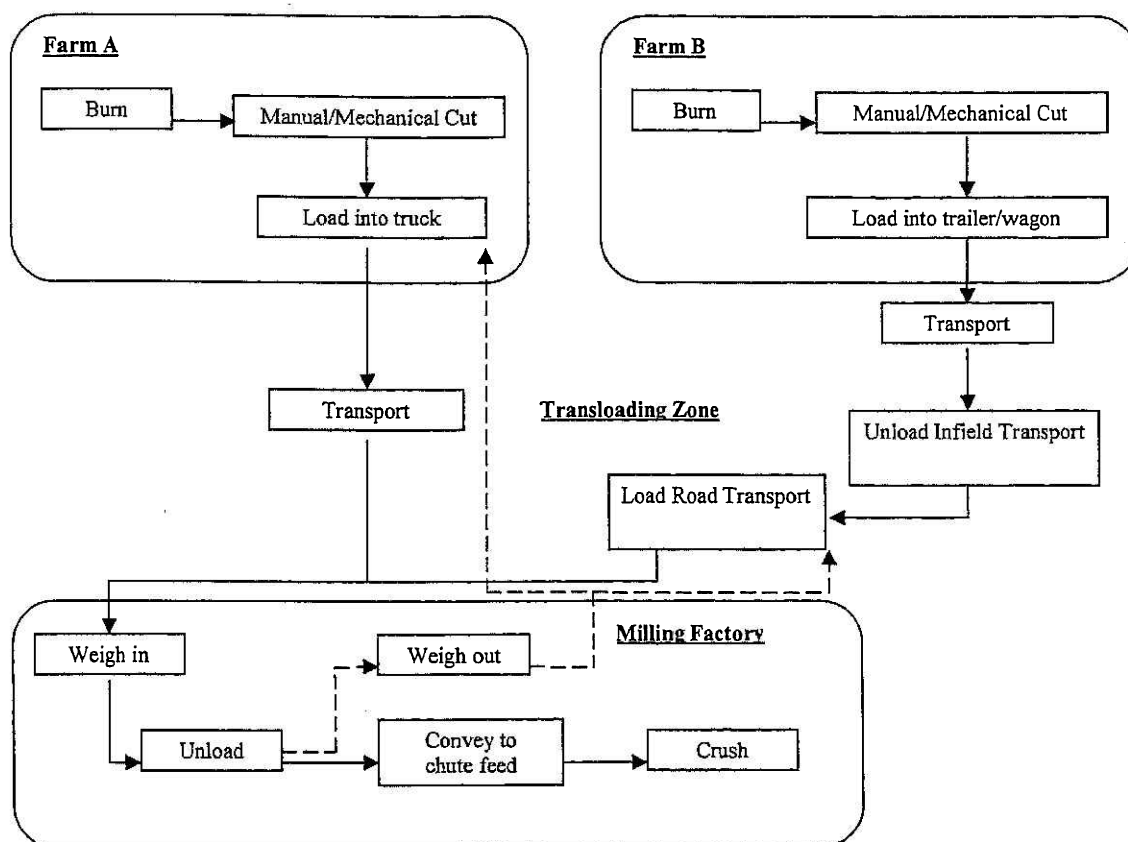 Farm A
Burn
Manual/Mechanical Cut
Load into truck
Transport
Farm B
Burn
Manual/Mechanical Cut
Load into trailer/wagon
Transport
Transloading Zone
Unload Infield Transport
Load Road Transport
Milling Factory
Weigh in
Weigh out
Unload
Convey to
chute feed
Crush